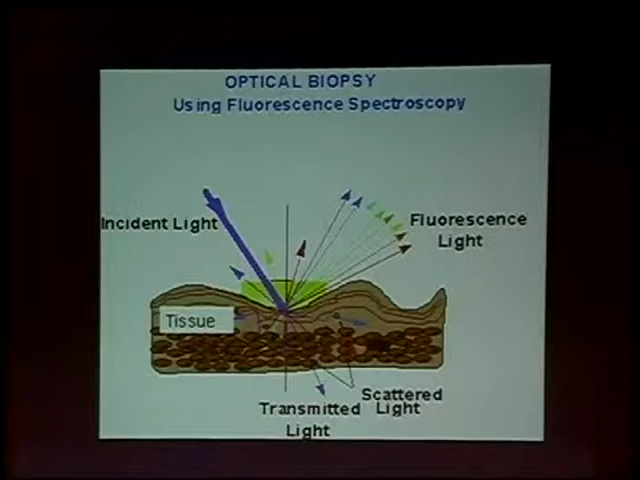 OPTICAL BIOPSY
Using Fluorescence Spectroscopy
Incident Light
Fluorescence
Light
Tissue
Scattered
Light
Transmitted
Light